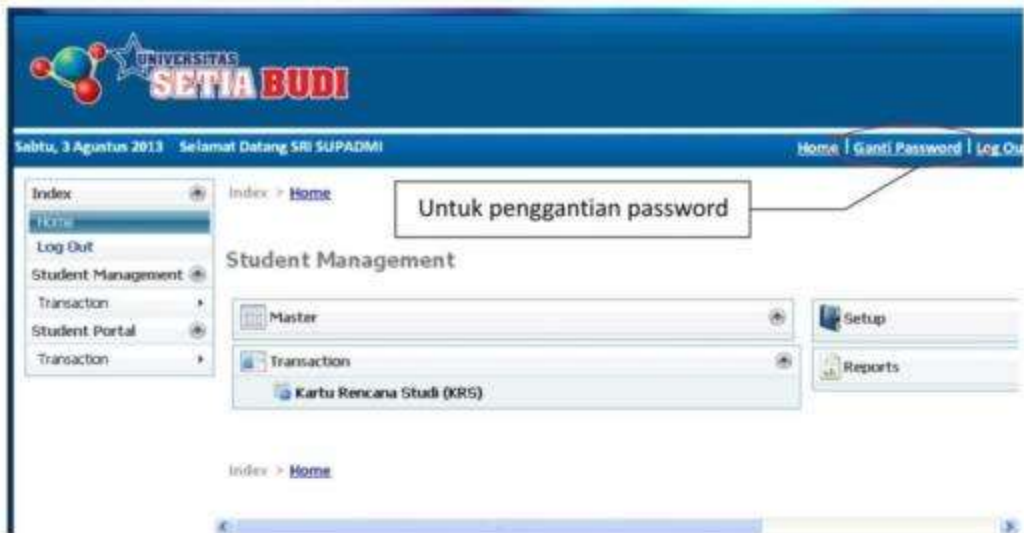 UNIVERSITAS
SETIA BUDI
Sabtu, 3 Agustus 2013 Selamat Datang SRI SUPADMI
Home | Ganti Password | Log Ou
Index
Home
Log Out
Student Management
Transaction
Student Portal
Transaction
Index > Home
Untuk penggantian password
Student Management
Master
Transaction
Kartu Rencana Studi (KRS)
Setup
Reports
Index > Home